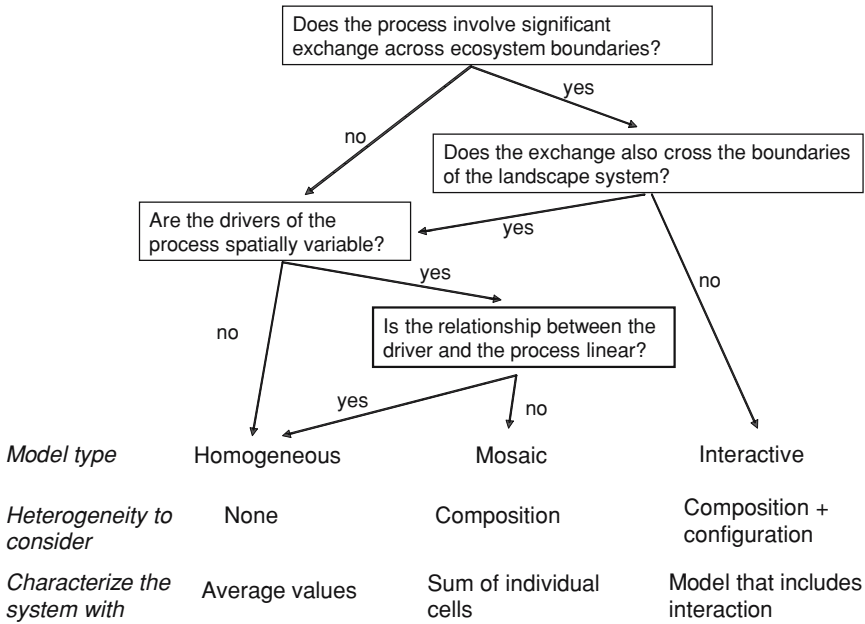 Does the process involve significant
exchange across ecosystem boundaries?
yes
no
Does the exchange also cross the boundaries
of the landscape system?
Are the drivers of the
process spatially variable?
yes
yes
no
no
Is the relationship between the
driver and the process linear?
yes
no
Model type
Homogeneous
Mosaic
Interactive
Heterogeneity to
consider
None
Composition
Composition +
configuration
Characterize the
system with
Average values
Sum of individual
cells
Model that includes
interaction